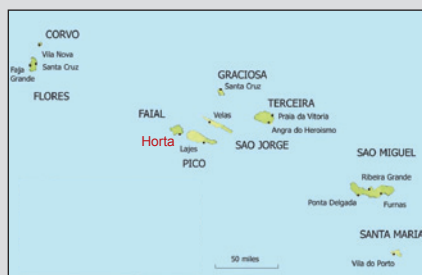 CORVO
Vila Nova
Santa Cruz
Faja
Grande
FLORES
GRACIOSA
Santa Cruz
TERCEIRA
Praia da Vitoria
Angra do Heroismo
FAIAL
Velas
Horta
Lajes
SAO JORGE
PICO
SAO MIGUEL
Ribeira Grande
Ponta Delgada
Furnas
SANTA MARIA
Vila do Porto
50 miles